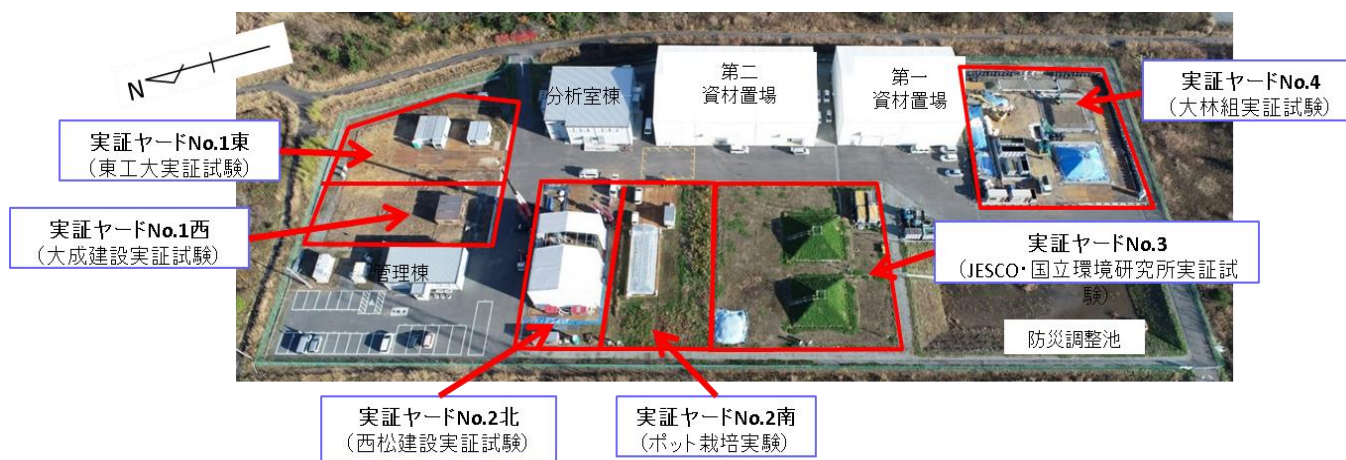 N
分析室棟
第二
資材置場
第一
資材置場
実証ヤードNo.4
(大林組実証試験)
実証ヤードNo.1東
(東工大実証試験)
実証ヤードNo.1西
(大成建設実証試験)
管理棟
実証ヤードNo.3
(JESCO・国立環境研究所実証試
験)
防災調整池
実証ヤードNo.2北
(西松建設実証試験)
実証ヤードNo.2南
(ポット栽培実験)